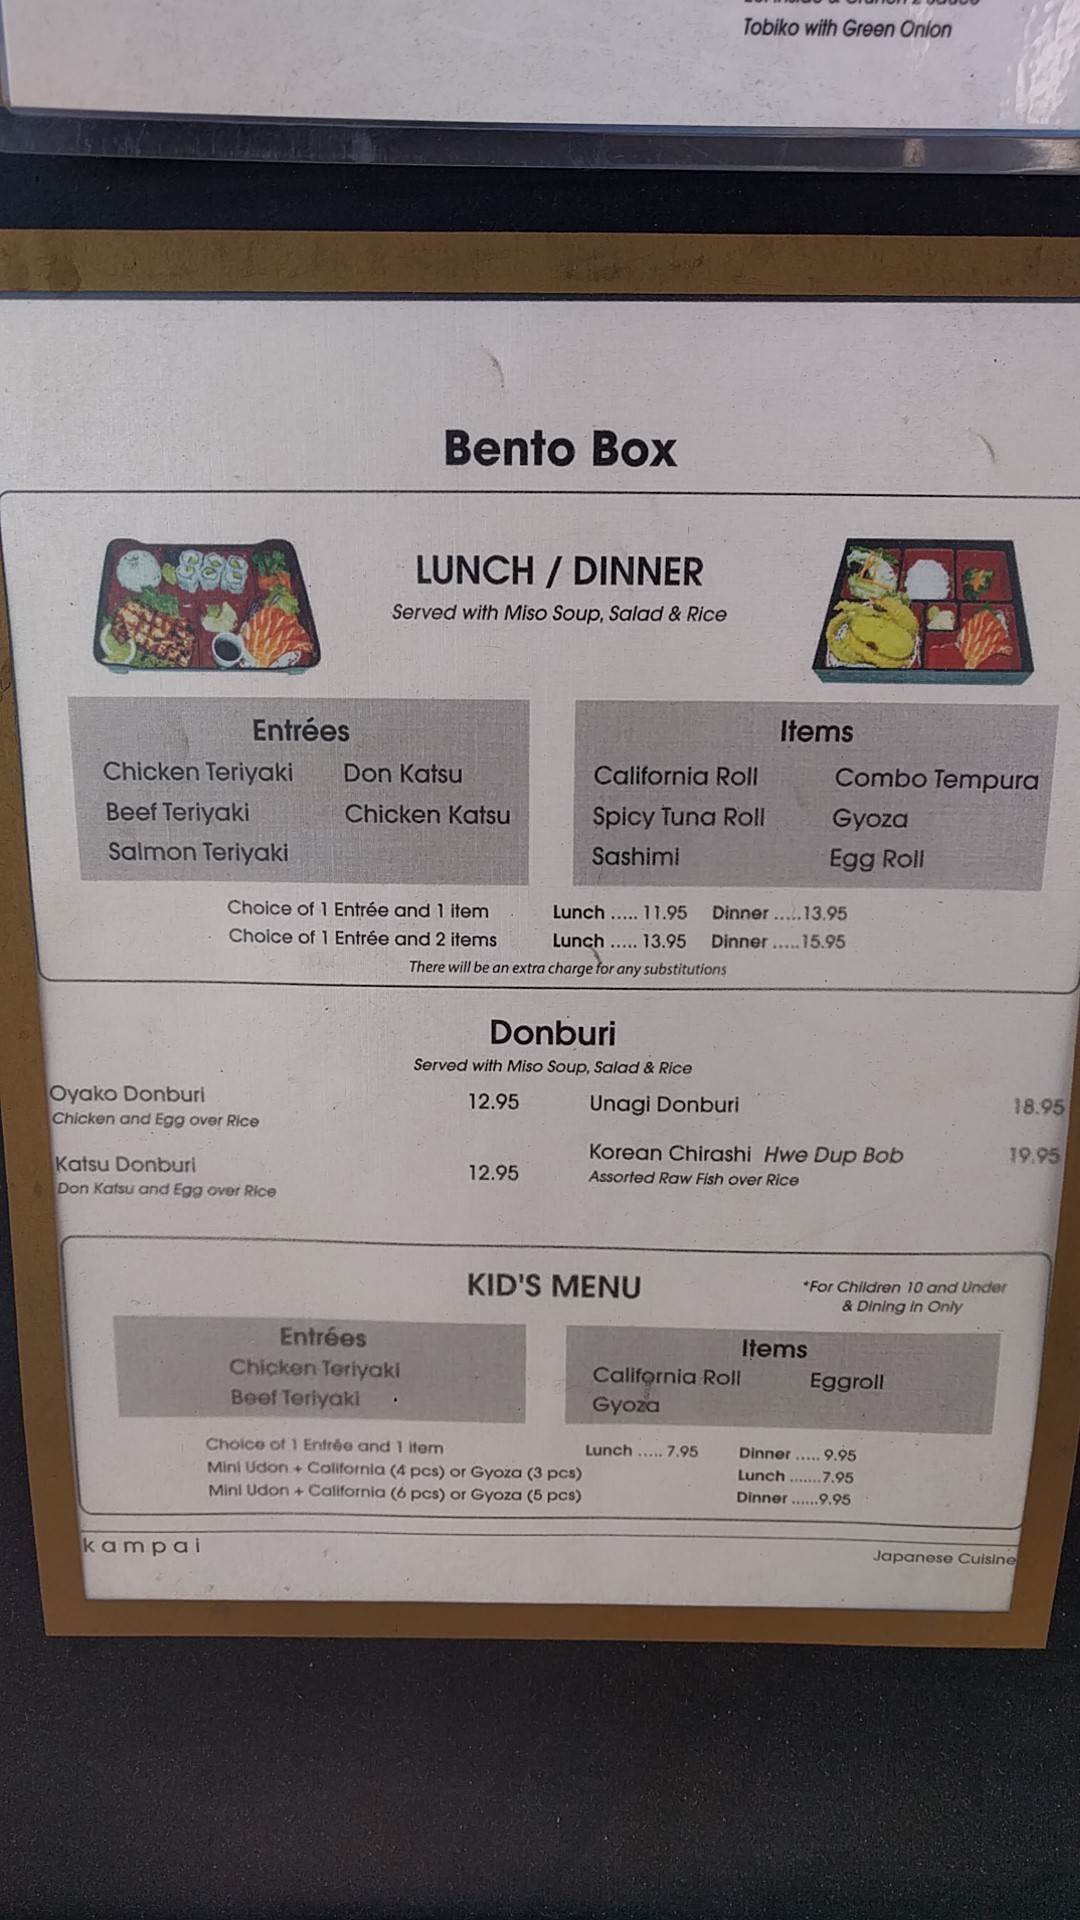 Tobiko with Green Onion
Bento Box
LUNCH / DINNER
Served with Miso Soup, Salad & Rice
Entrées
Chicken Teriyaki Don Katsu
Beef Teriyaki Chicken Katsu
Salmon Teriyaki
Items
California Roll Combo Tempura
Spicy Tuna Roll Gyoza
Sashimi Egg Roll
Choice of 1 Entrée and 1 item Lunch ..... 11.95 Dinner .....13.95
Choice of 1 Entrée and 2 items Lunch ..... 13.95 Dinner .....15.95
There will be an extra charge for any substitutions
Donburi
Served with Miso Soup, Salad & Rice
Oyako Donburi 12.95
Chicken and Egg over Rice
Katsu Donburi 12.95
Don Katsu and Egg over Rice
Unagi Donburi 18.95
Korean Chirashi Hwe Dup Bob 19.95
Assorted Raw Fish over Rice
KID'S MENU
*For Children 10 and Under
& Dining in Only
Entrées
Chicken Teriyaki
Beef Teriyaki
Items
California Roll Eggroll
Gyoza
Choice of 1 Entrée and 1 item Lunch ..... 7.95 Dinner ..... 9.95
Mini Udon + California (4 pcs) or Gyoza (3 pcs) Lunch .......7.95
Mini Udon + California (6 pcs) or Gyoza (5 pcs) Dinner ......9.95
kampai
Japanese Cuisine